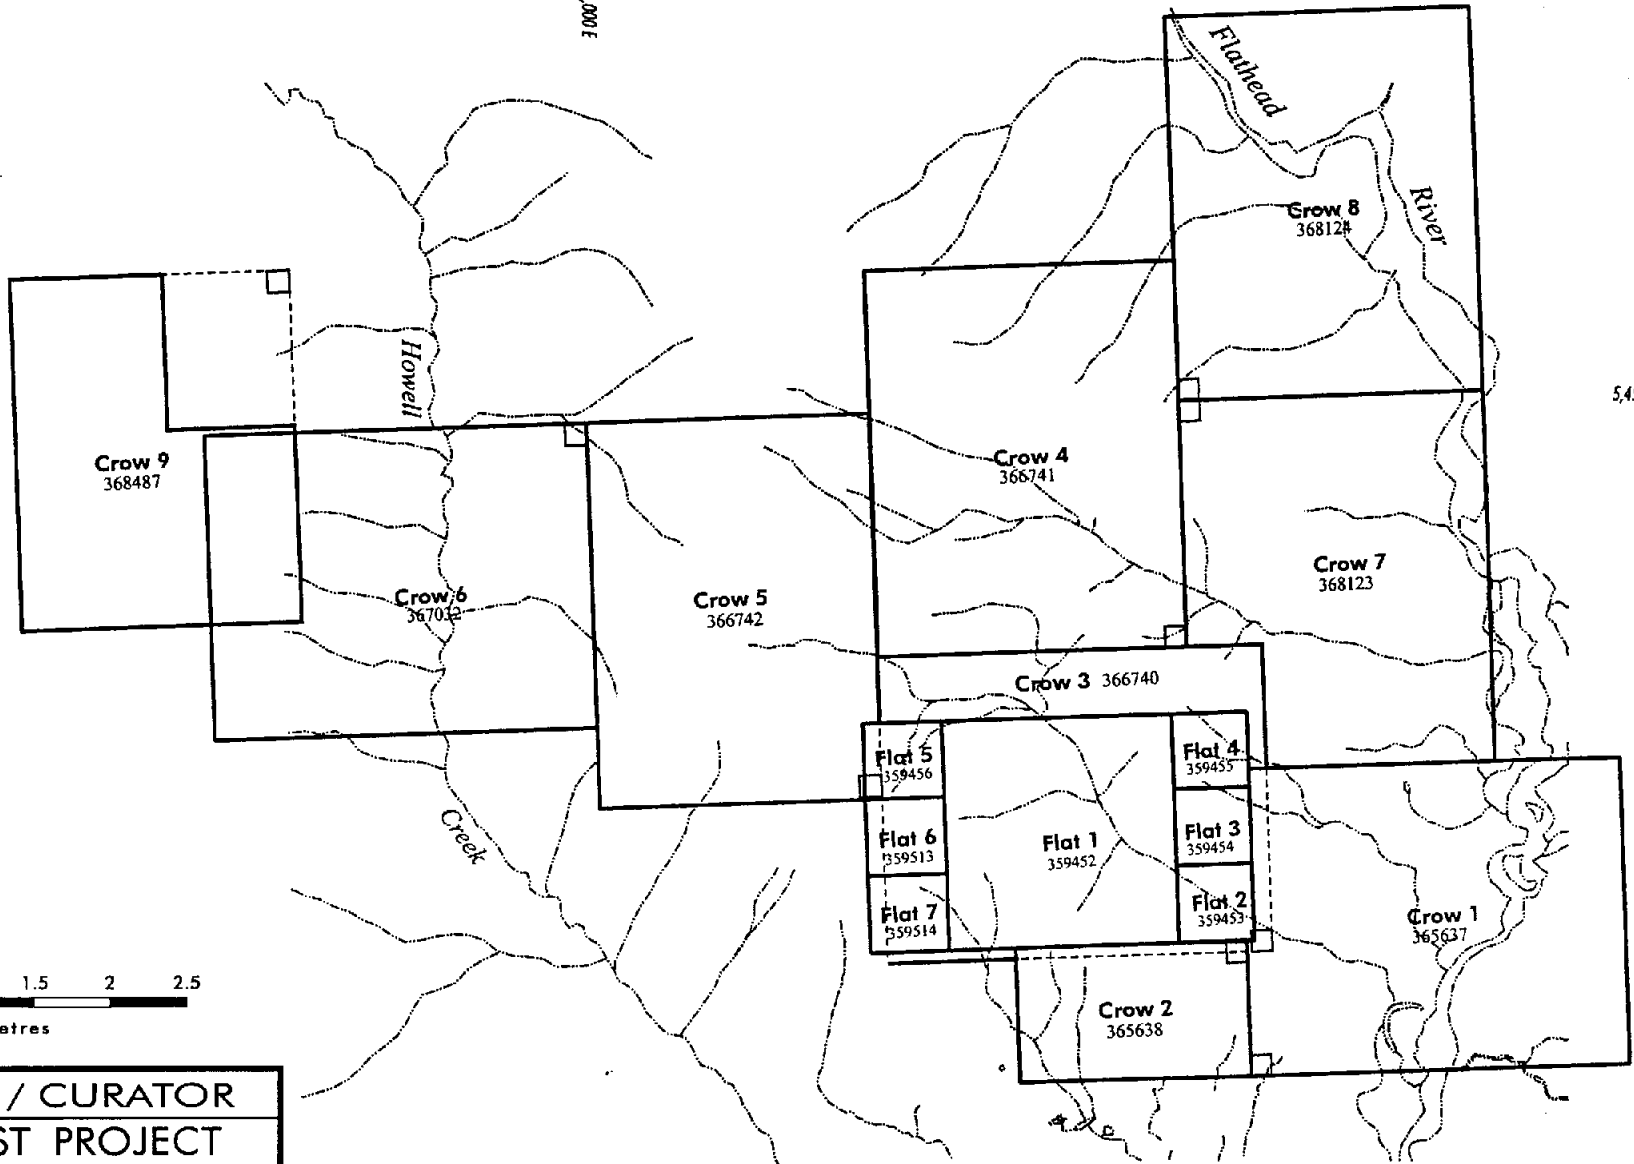 ,000E
Flathead
River
Crow 8
368124
Howell
5,4
Crow 9
368487
Crow 4
366741
Crow 7
368123
Crow 6
367032
Crow 5
366742
Crow 3 366740
Flat 5
359456
Flat 4
359455
Creek
Flat 6
359513
Flat 1
359452
Flat 3
359454
Flat 7
359514
Flat 2
359453
Crow 1
365637
1.5 2 2.5
etres
Crow 2
365638
/ CURATOR
ST PROJECT